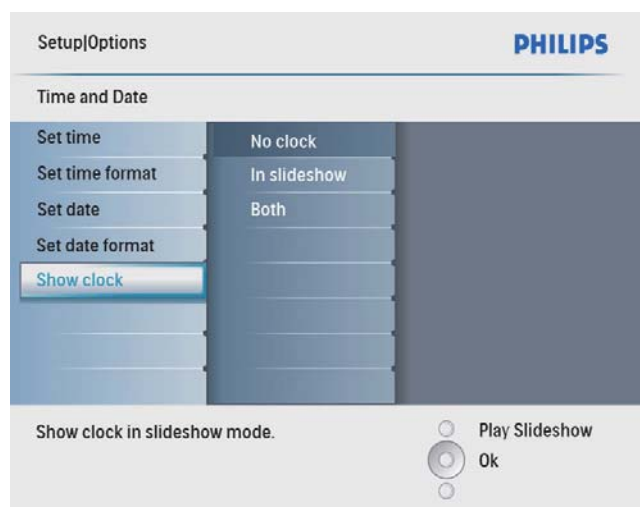 Setup|Options
PHILIPS
Time and Date
Set time
Set time format
Set date
Set date format
Show clock
No clock
In slideshow
Both
Show clock in slideshow mode.
Play Slideshow
Ok